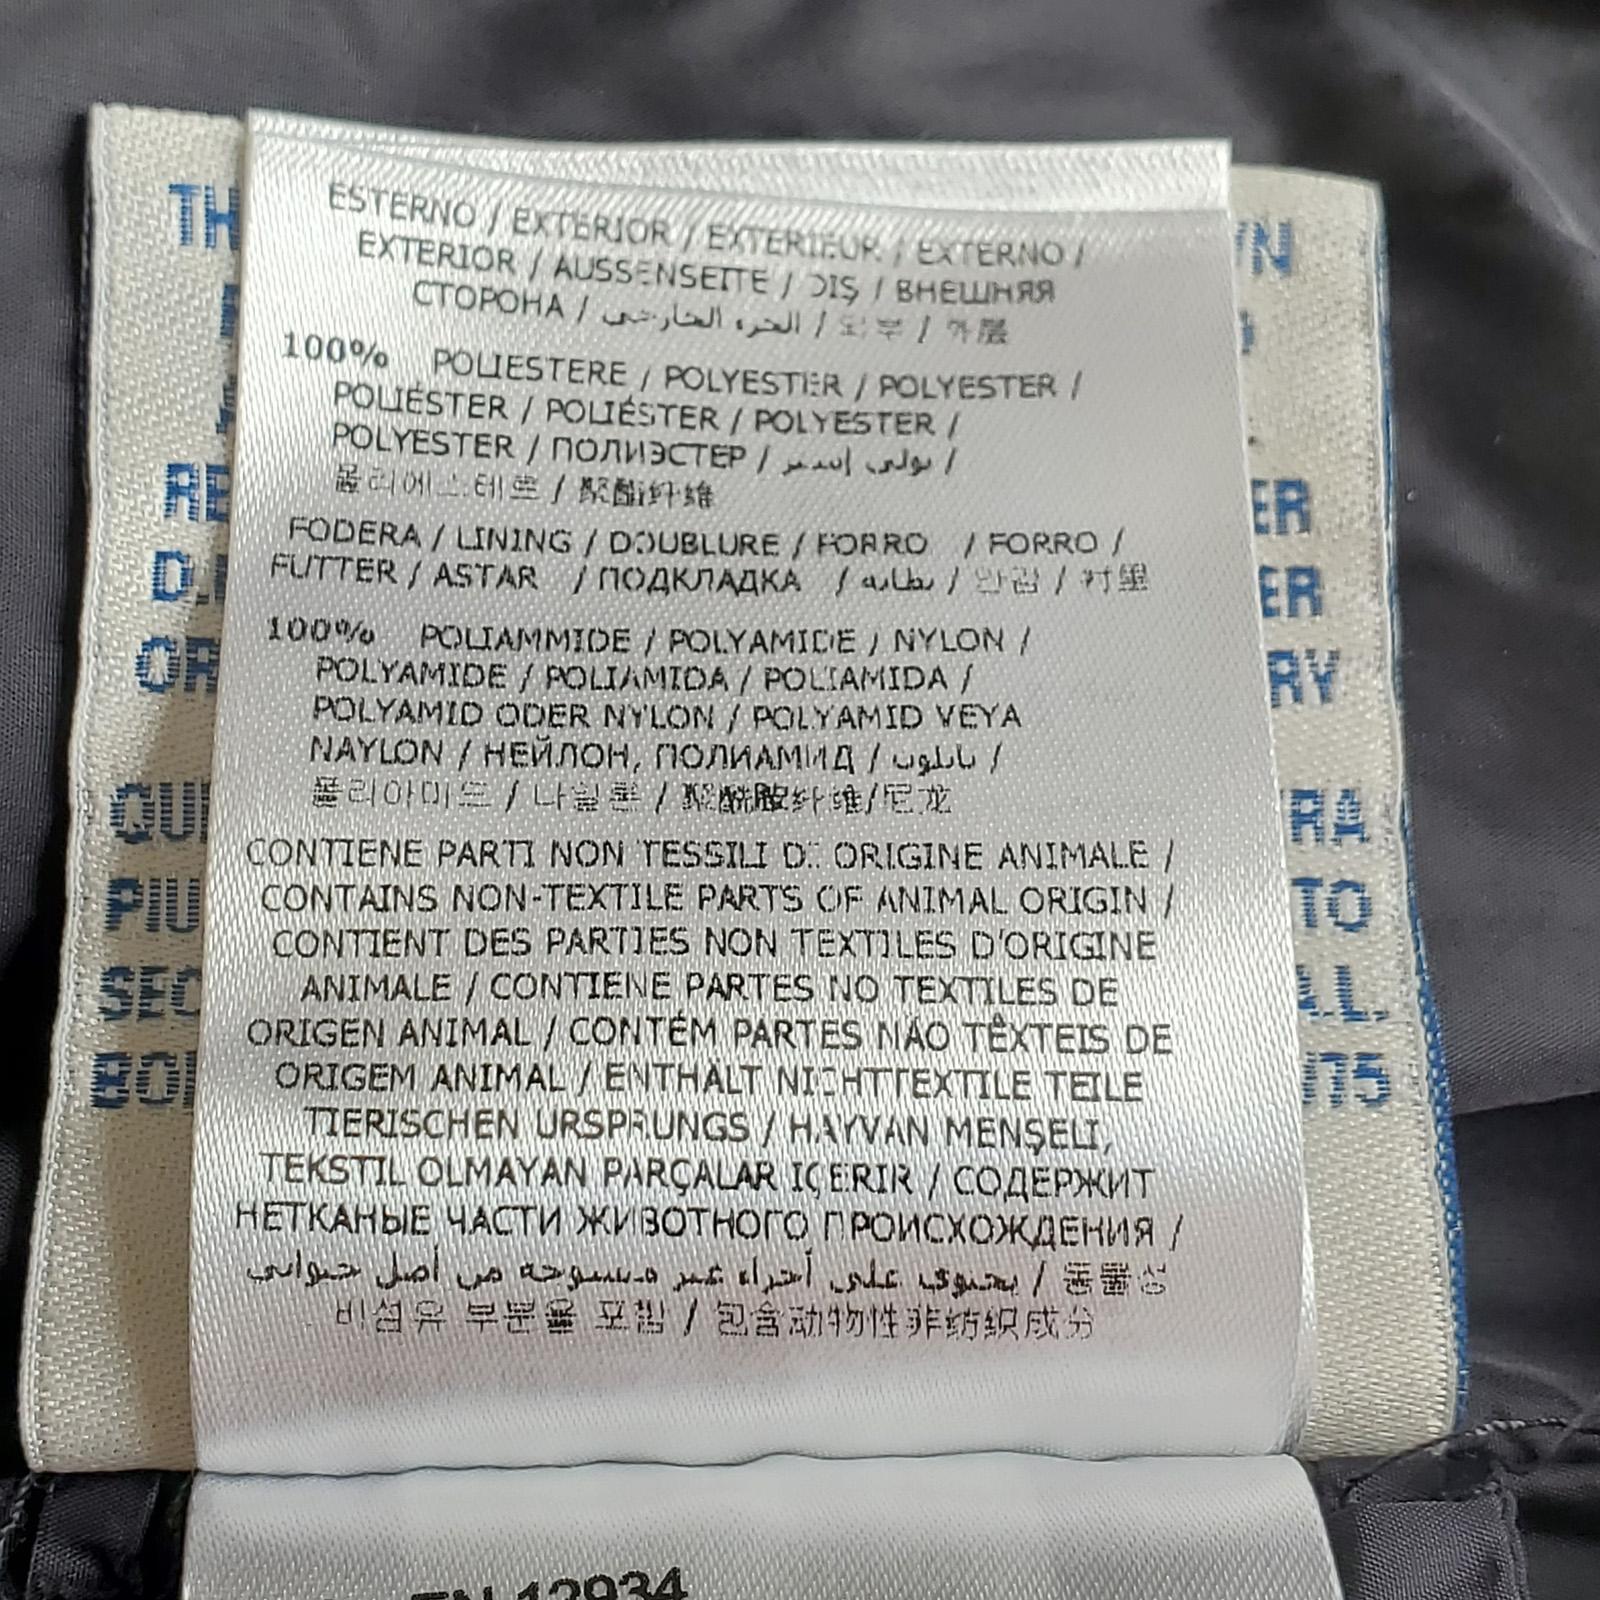 ESTERNO / EXTERIOR / EXTERIEUR / EXTERNO /
EXTERIOR / AUSSENSEITE / DIŞ / ВНЕШНЯЯ
СТОРОНА / الجزء الخارجي / 외부 / 外层
100% POLIESTERE / POLYESTER / POLYESTER /
POLIÉSTER / POLIÉSTER / POLYESTER /
POLYESTER / ПОЛИЭСТЕР / بولي إستر /
폴리에스테르 / 聚酯纤维
FODERA / LINING / DOUBLURE / FORRO / FORRO /
FUTTER / ASTAR / ПОДКЛАДКА / بطانة / 안감 / 衬里
100% POLIAMMIDE / POLYAMIDE / NYLON /
POLYAMIDE / POLIAMIDA / POLIAMIDA /
POLYAMID ODER NYLON / POLYAMID VEYA
NAYLON / НЕЙЛОН, ПОЛИАМИД / نايلون /
폴리아미드 / 나일론 / 聚酰胺纤维/尼龙
CONTIENE PARTI NON TESSILI DI ORIGINE ANIMALE /
CONTAINS NON-TEXTILE PARTS OF ANIMAL ORIGIN /
CONTIENT DES PARTIES NON TEXTILES D'ORIGINE
ANIMALE / CONTIENE PARTES NO TEXTILES DE
ORIGEN ANIMAL / CONTÉM PARTES NÃO TÊXTEIS DE
ORIGEM ANIMAL / ENTHÄLT NICHTTEXTILE TEILE
TIERISCHEN URSPRUNGS / HAYVAN MENŞELI,
TEKSTIL OLMAYAN PARÇALAR IÇERIR / СОДЕРЖИТ
НЕТКАНЫЕ ЧАСТИ ЖИВОТНОГО ПРОИСХОЖДЕНИЯ /
يحتوي على أجزاء غير منسوجة من أصل حيواني / 동물성
비섬유 부분을 포함 / 包含动物性非纺织成分
EN 12934